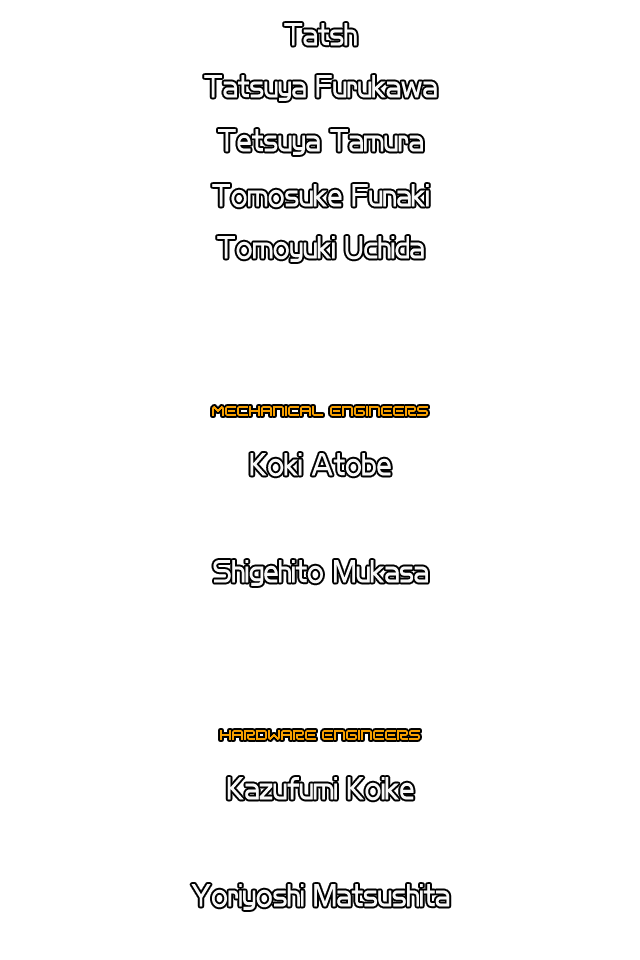 Tatsh
Tatsuya Furukawa
Tetsuya Tamura
Tomosuke Funaki
Tomoyuki Uchida
MECHANICAL ENGINEERS
Koki Atobe
Shigehito Mukasa
HARDWARE ENGINEERS
Kazufumi Koike
Yoriyoshi Matsushita